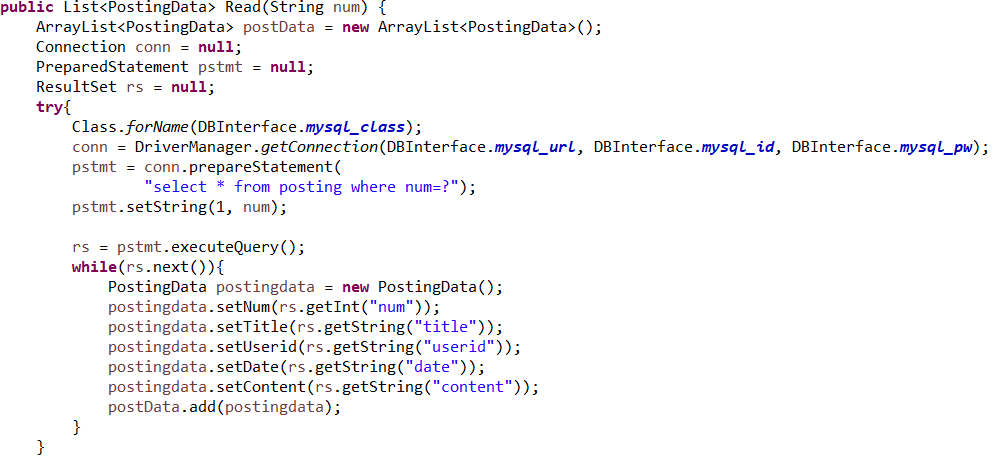 public List<PostingData> Read(String num) {
    ArrayList<PostingData> postData = new ArrayList<PostingData>();
    Connection conn = null;
    PreparedStatement pstmt = null;
    ResultSet rs = null;
    try{
        Class.forName(DBInterface.mysql_class);
        conn = DriverManager.getConnection(DBInterface.mysql_url, DBInterface.mysql_id, DBInterface.mysql_pw);
        pstmt = conn.prepareStatement(
                "select * from posting where num=?");
        pstmt.setString(1, num);

        rs = pstmt.executeQuery();
        while(rs.next()){
            PostingData postingdata = new PostingData();
            postingdata.setNum(rs.getInt("num"));
            postingdata.setTitle(rs.getString("title"));
            postingdata.setUserid(rs.getString("userid"));
            postingdata.setDate(rs.getString("date"));
            postingdata.setContent(rs.getString("content"));
            postData.add(postingdata);
        }
    }